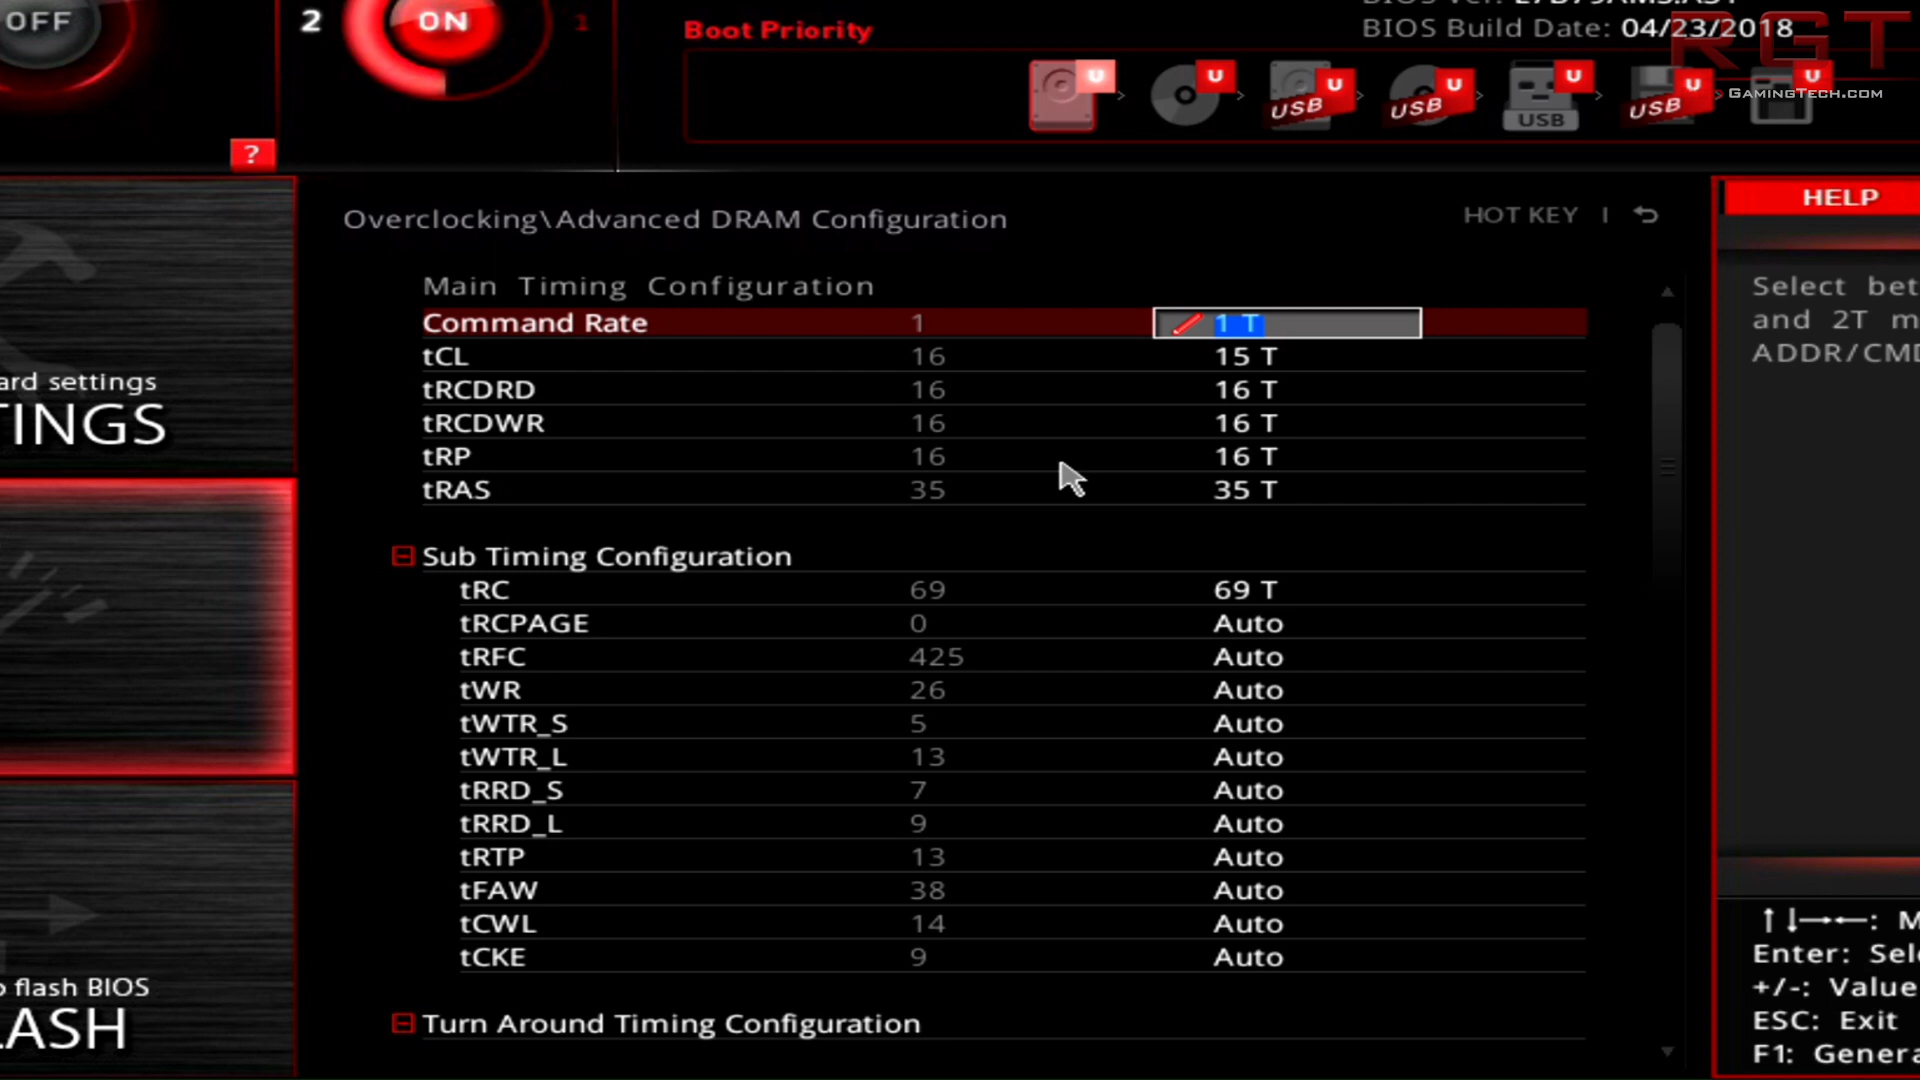 OFF
2 ON 1
Boot Priority
BIOS Build Date: 04/23/2018
RGT
GamingTech.com
U U U U U U U
USB USB USB USB
?
Overclocking\Advanced DRAM Configuration
HOT KEY |
HELP
Main Timing Configuration
Command Rate 1 1 T
tCL 16 15 T
tRCDRD 16 16 T
tRCDWR 16 16 T
tRP 16 16 T
tRAS 35 35 T
Sub Timing Configuration
tRC 69 69 T
tRCPAGE 0 Auto
tRFC 425 Auto
tWR 26 Auto
tWTR_S 5 Auto
tWTR_L 13 Auto
tRRD_S 7 Auto
tRRD_L 9 Auto
tRTP 13 Auto
tFAW 38 Auto
tCWL 14 Auto
tCKE 9 Auto
Turn Around Timing Configuration
ard settings
TINGS
flash BIOS
LASH
Select bet
and 2T m
ADDR/CMD
↑↓→←: M
Enter: Sele
+/-: Value
ESC: Exit
F1: Genera